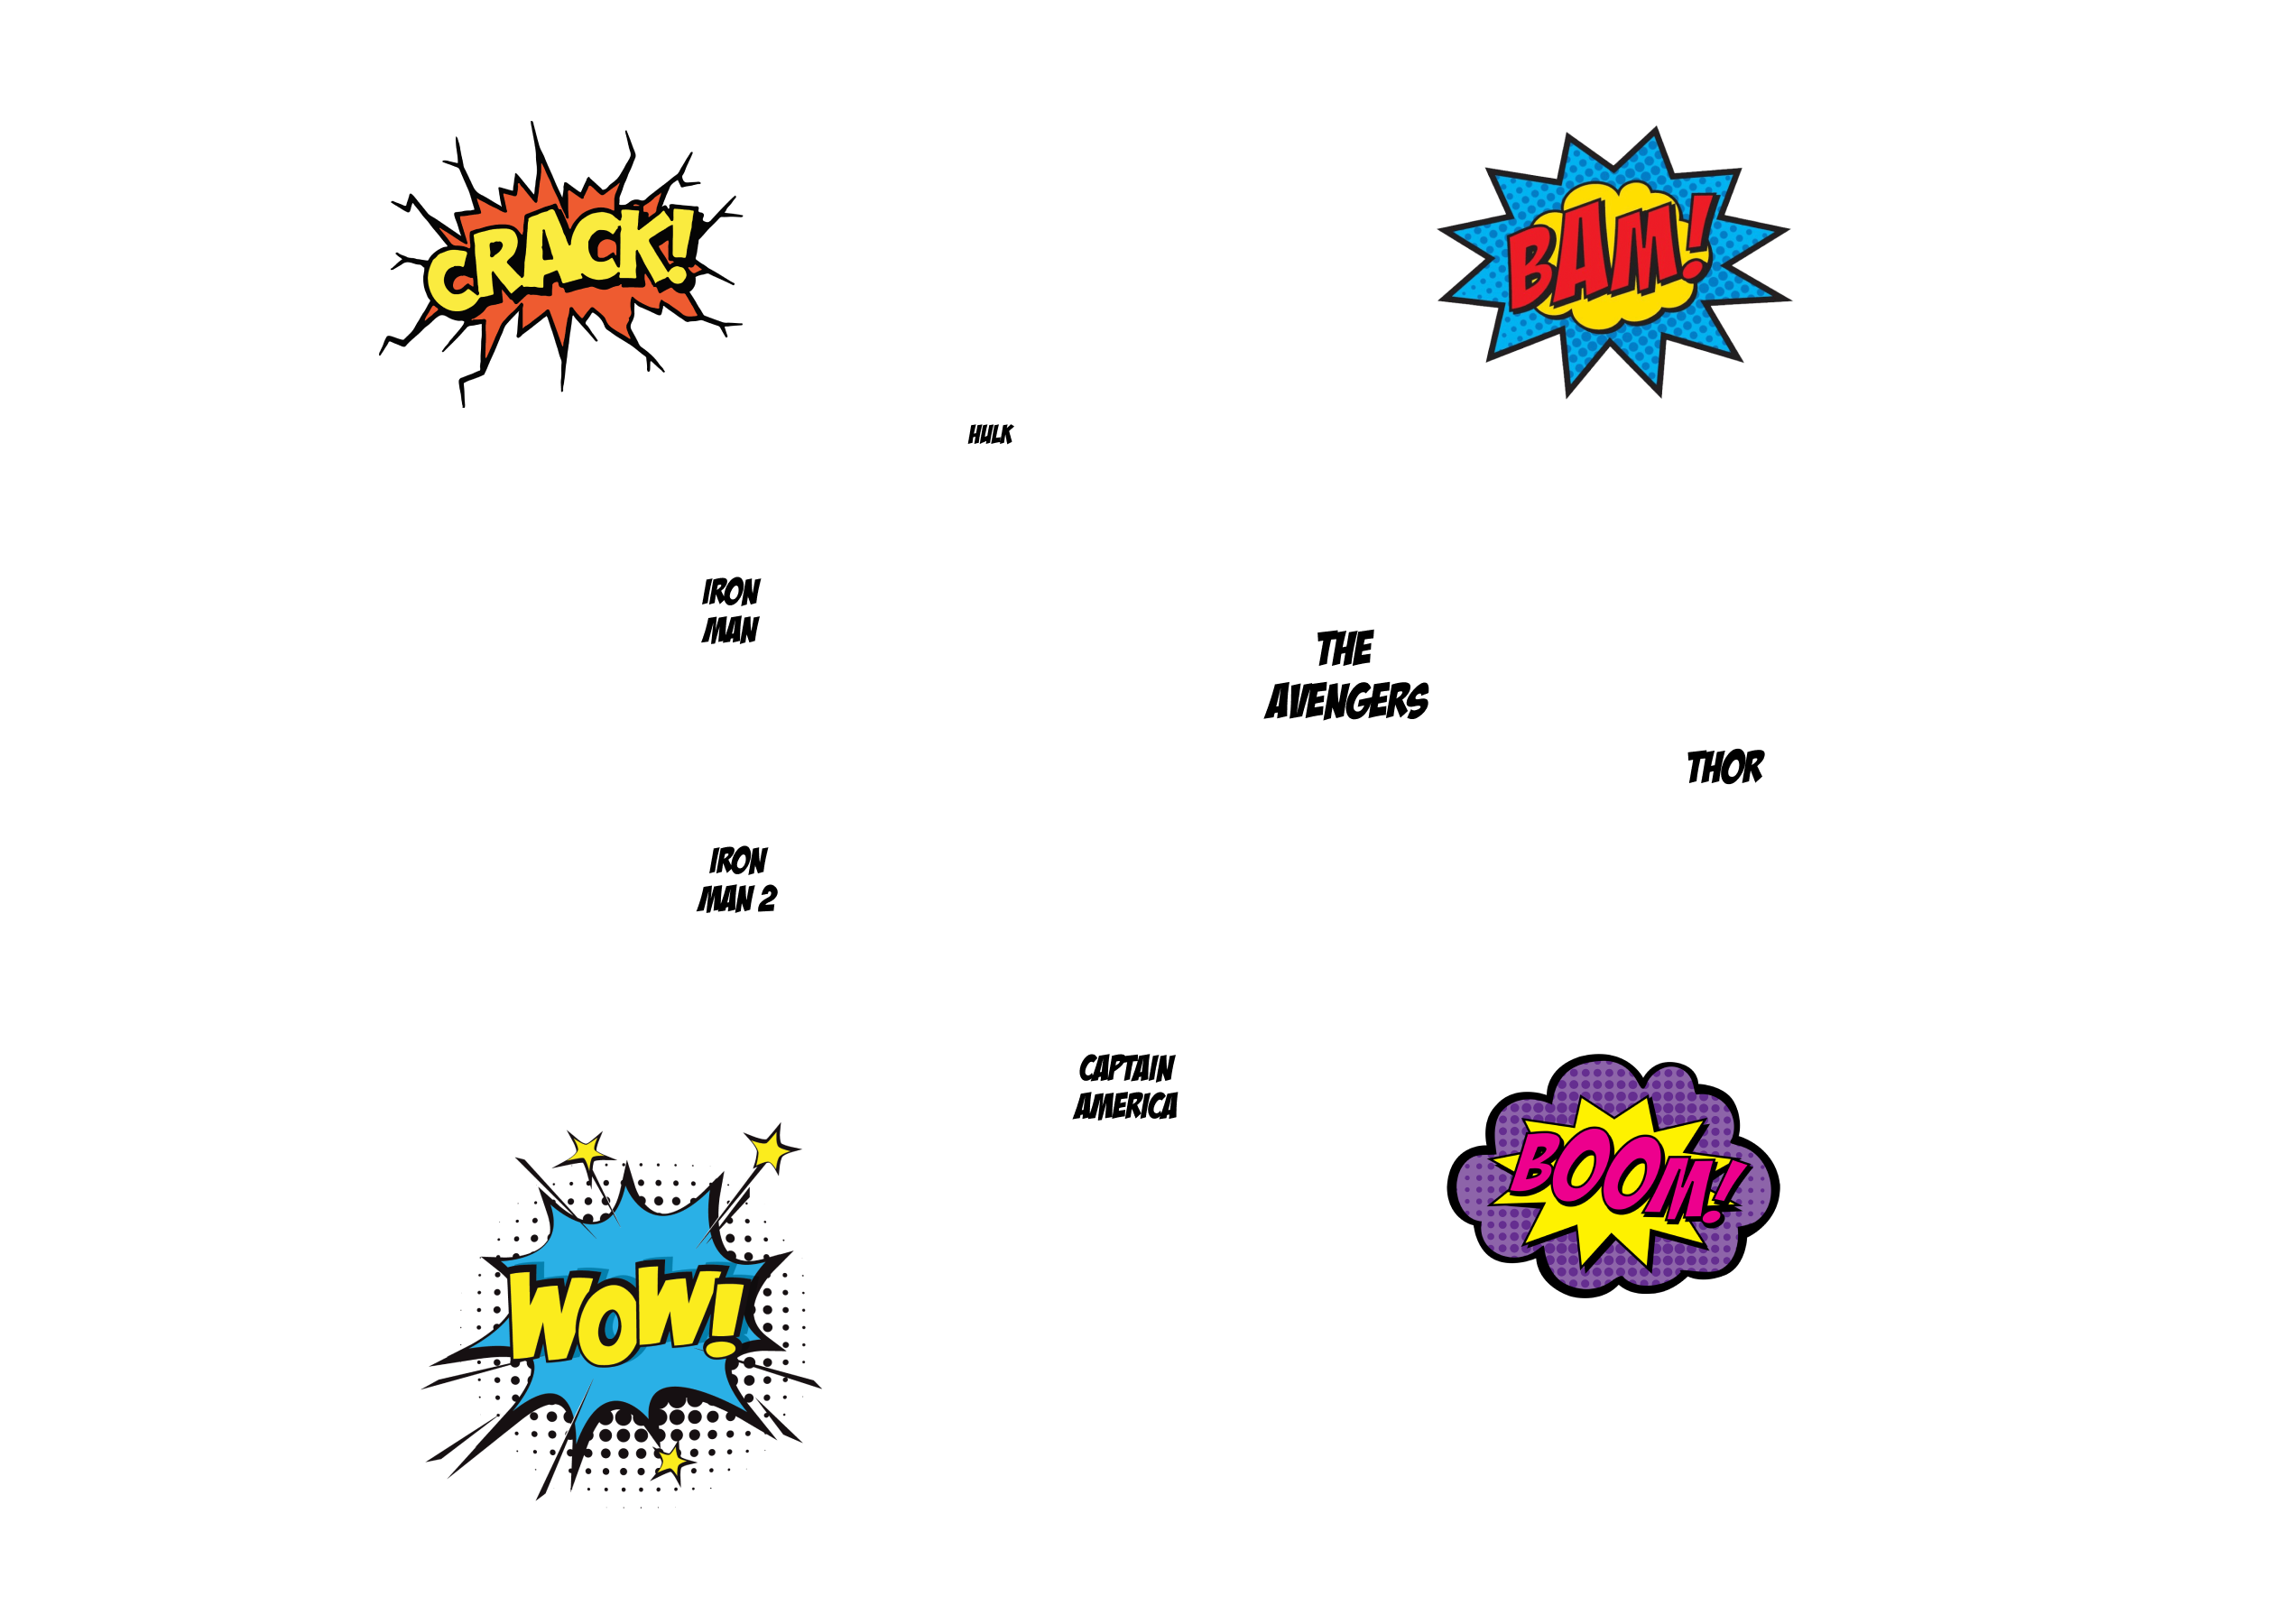 CRACK!
BAM!
HULK
IRON
MAN
THE
AVENGERS
THOR
IRON
MAN 2
CAPTAIN
AMERICA
BOOM!
WOW!